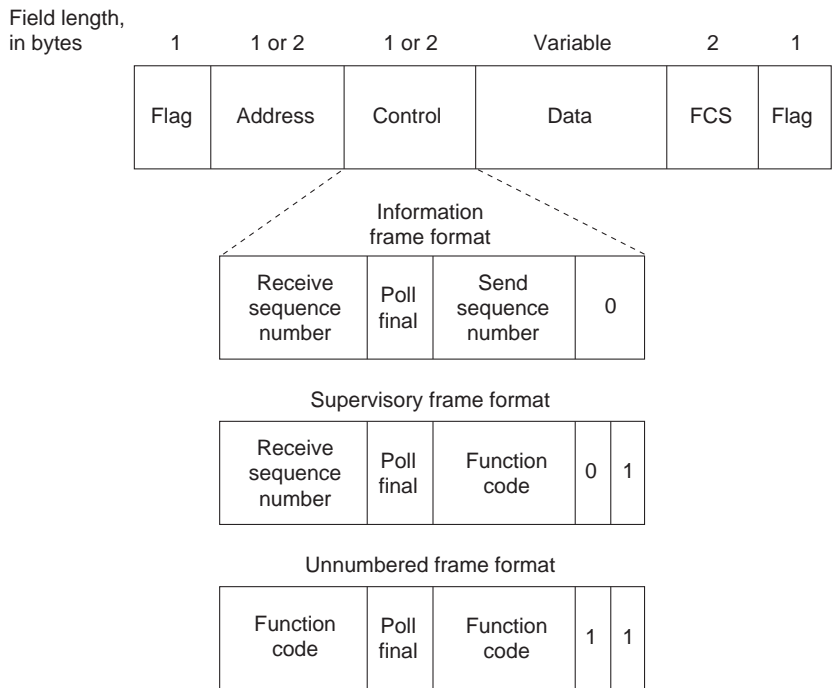 Field length,
in bytes 1 1 or 2 1 or 2 Variable 2 1
Flag Address Control Data FCS Flag
Information
frame format
Receive
sequence
number
Poll
final
Send
sequence
number
0
Supervisory frame format
Receive
sequence
number
Poll
final
Function
code
0 1
Unnumbered frame format
Function
code
Poll
final
Function
code
1 1